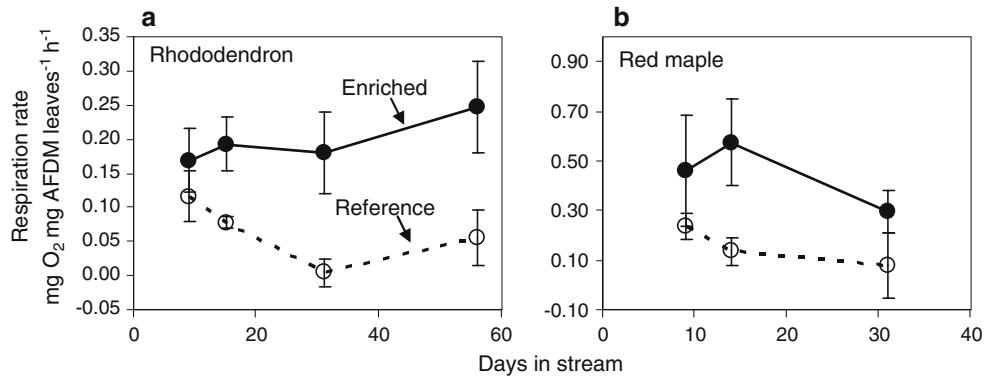 a
b
Respiration rate
mg O₂ mg AFDM leaves⁻¹ h⁻¹
0.35
0.30
0.25
0.20
0.15
0.10
0.05
0.00
-0.05
Rhododendron
Enriched
Reference
0
20
40
60
0.90
0.70
0.50
0.30
0.10
-0.10
Red maple
0
10
20
30
40
Days in stream